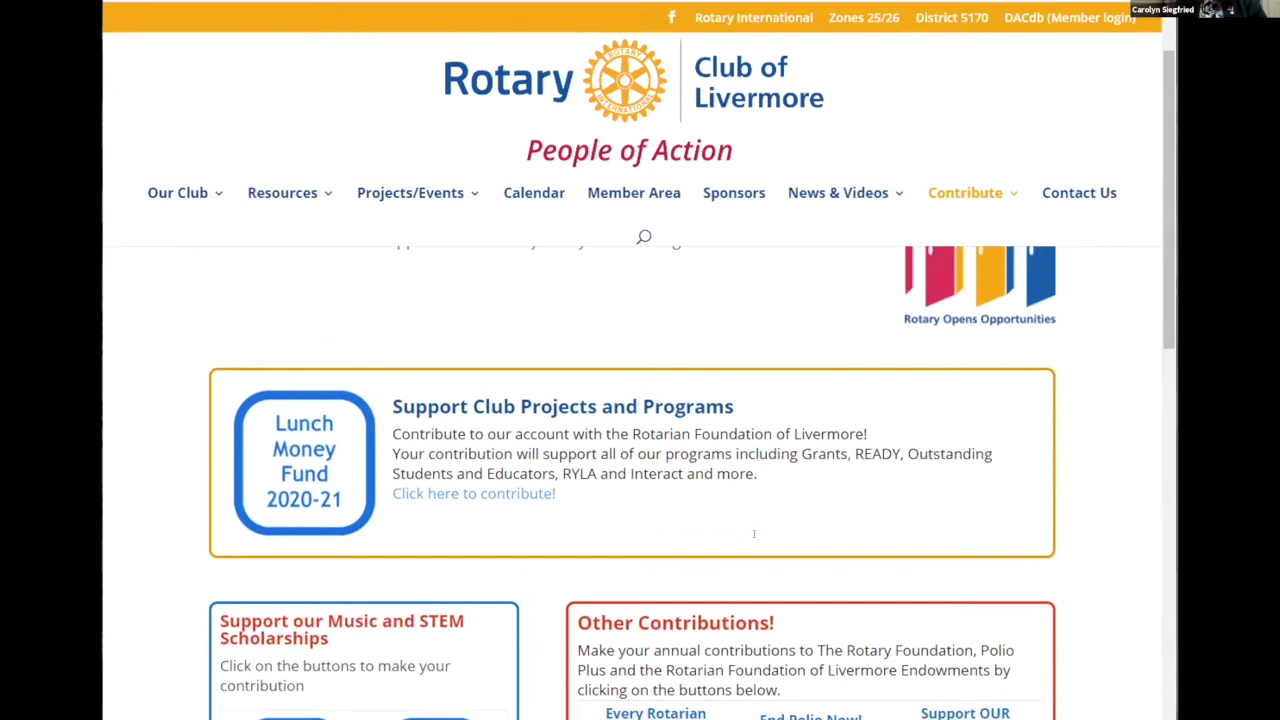 Carolyn Siegfried
Rotary International Zones 25/26 District 5170 DACdb (Member login)
Rotary
ROTARY INTERNATIONAL
Club of
Livermore
People of Action
Our Club Resources Projects/Events Calendar Member Area Sponsors News & Videos Contribute Contact Us
Rotary Opens Opportunities
Lunch
Money
Fund
2020-21
Support Club Projects and Programs
Contribute to our account with the Rotarian Foundation of Livermore!
Your contribution will support all of our programs including Grants, READY, Outstanding
Students and Educators, RYLA and Interact and more.
Click here to contribute!
Support our Music and STEM
Scholarships
Click on the buttons to make your
contribution
Other Contributions!
Make your annual contributions to The Rotary Foundation, Polio
Plus and the Rotarian Foundation of Livermore Endowments by
clicking on the buttons below.
Every Rotarian
End Polio Now!
Support OUR